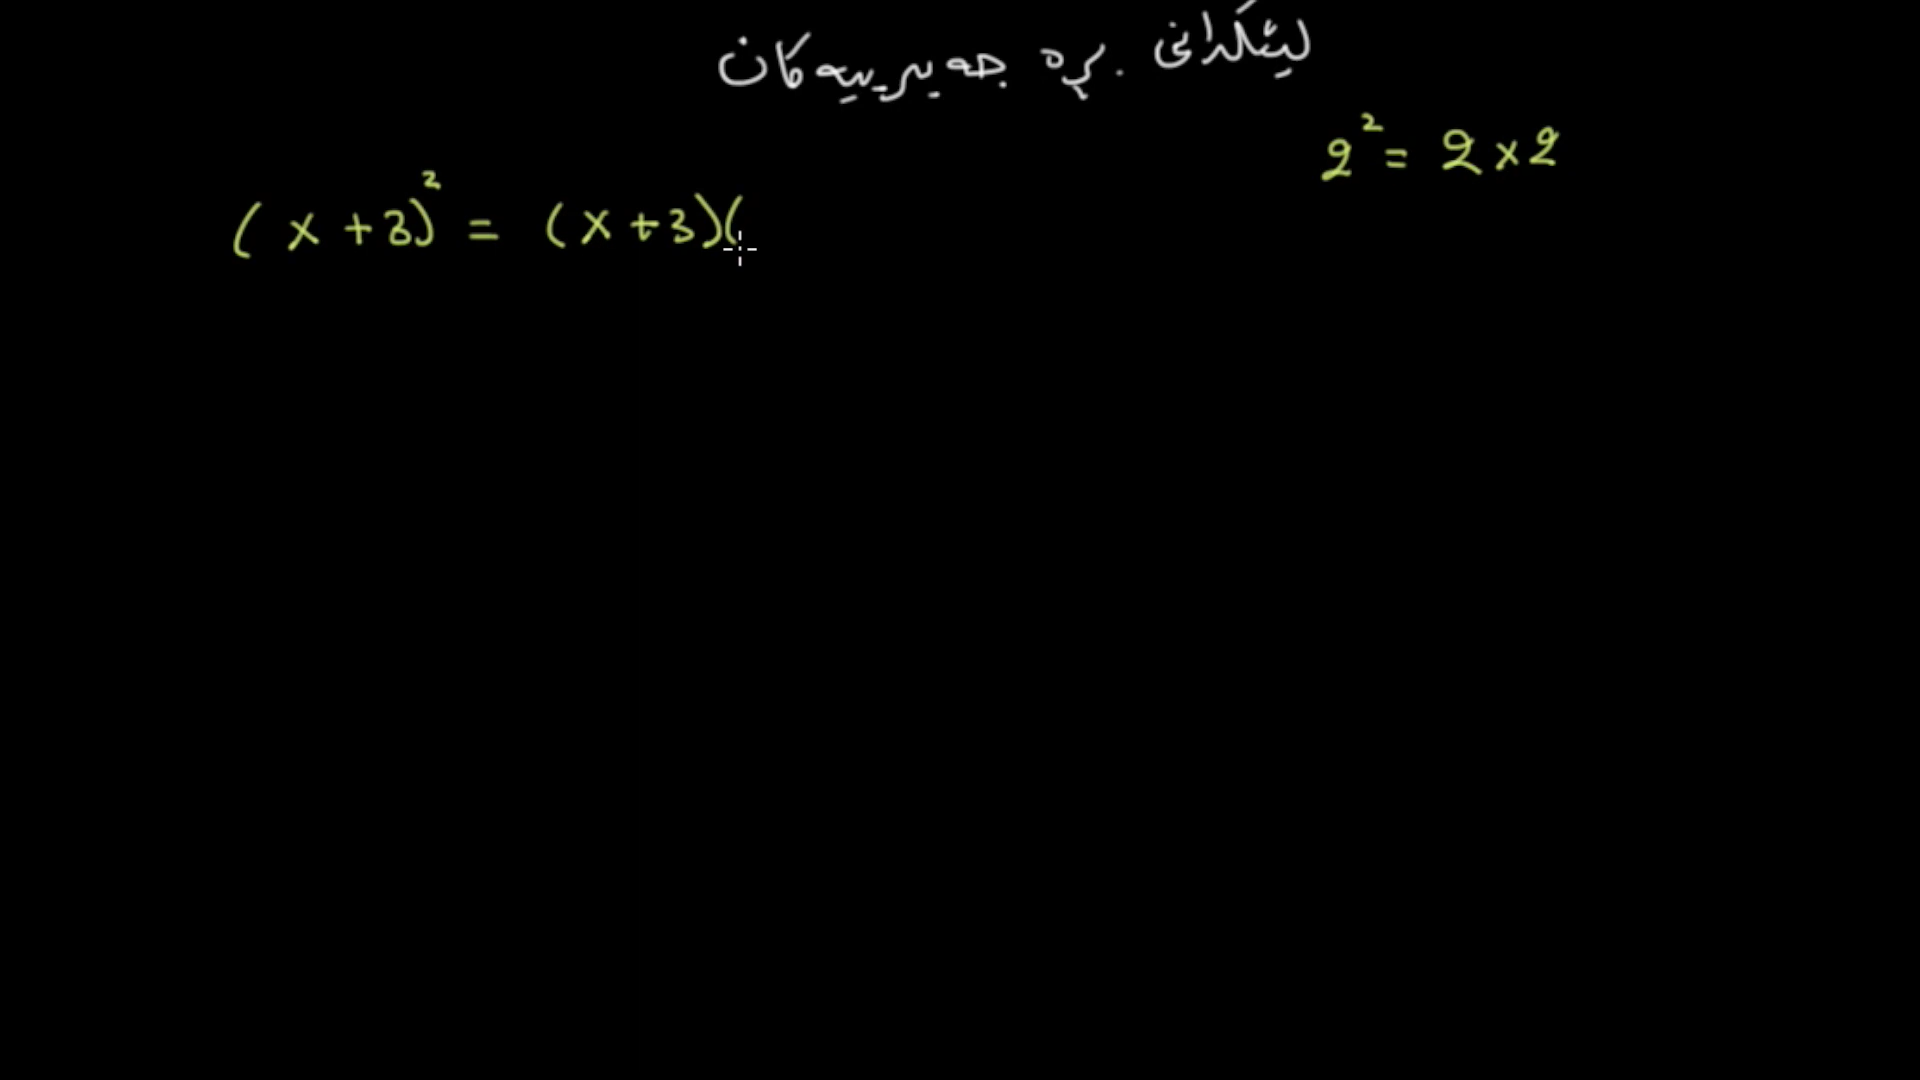 لێکدانی بڕە جەبرییەکان
2² = 2 × 2
(x + 3)² = (x + 3)(